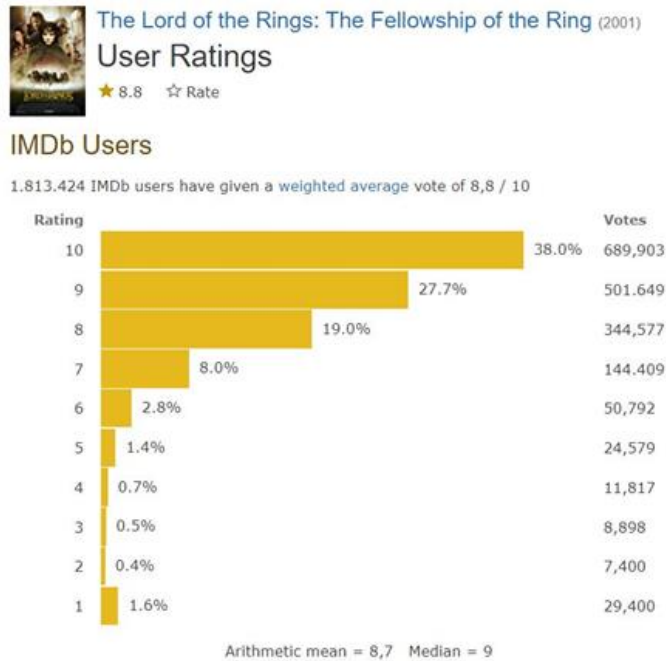 The Lord of the Rings: The Fellowship of the Ring (2001)
User Ratings
8.8 Rate
IMDb Users
1.813.424 IMDb users have given a weighted average vote of 8,8 / 10
Rating Votes
10 38.0% 689,903
9 27.7% 501.649
8 19.0% 344,577
7 8.0% 144.409
6 2.8% 50,792
5 1.4% 24,579
4 0.7% 11,817
3 0.5% 8,898
2 0.4% 7,400
1 1.6% 29,400
Arithmetic mean = 8,7 Median = 9